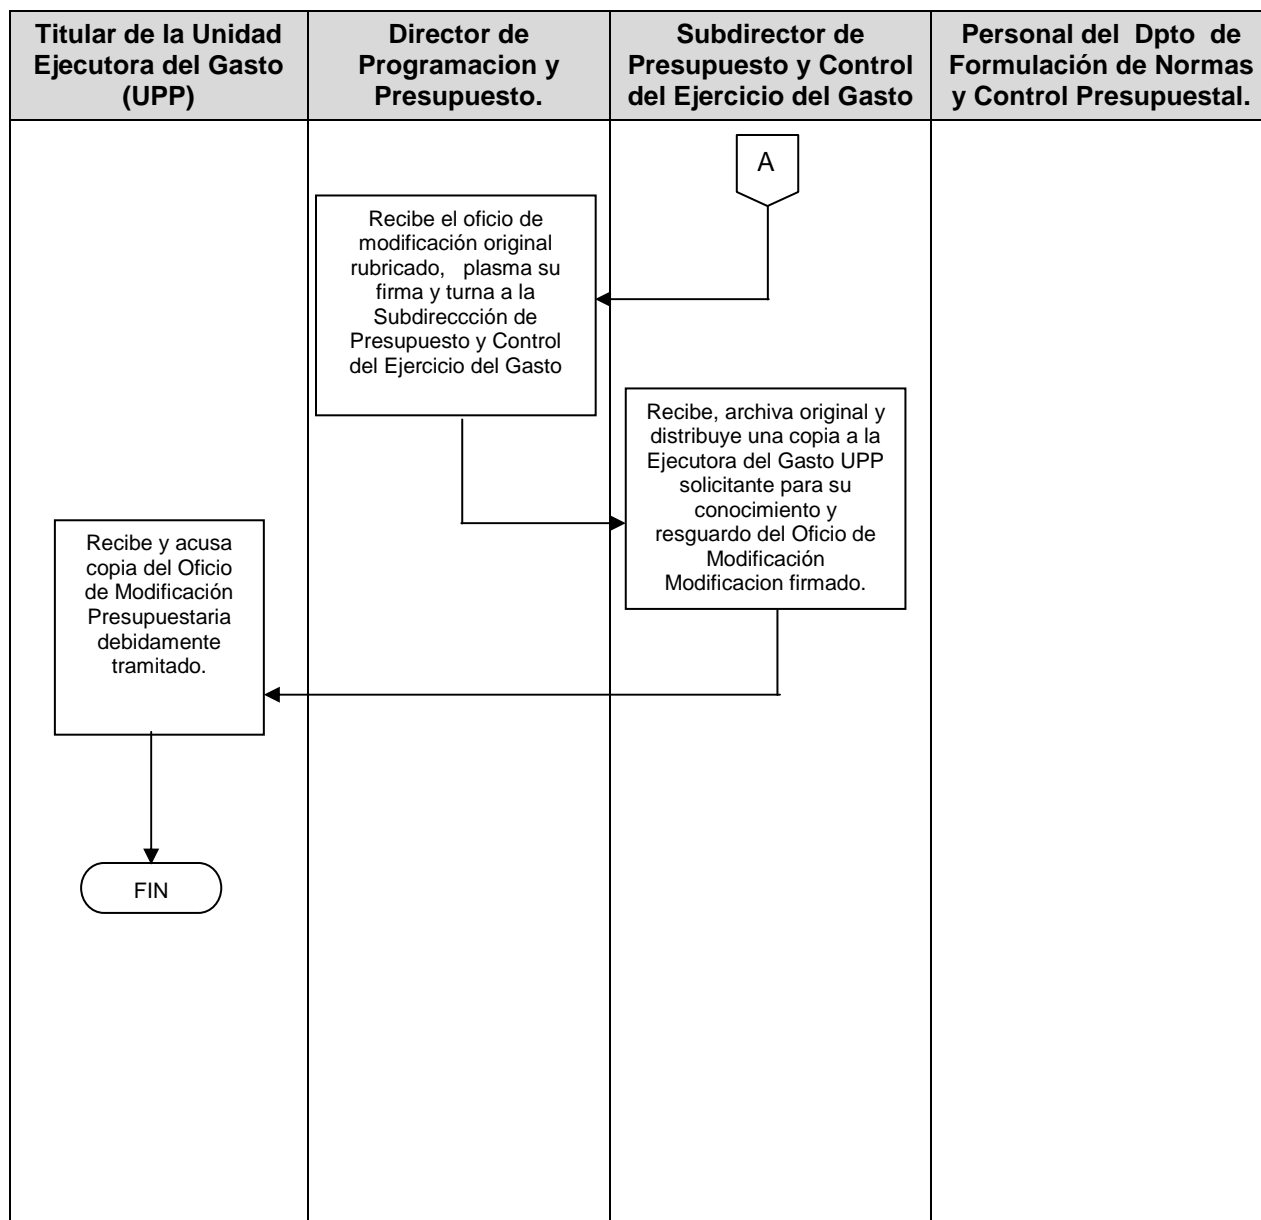 Titular de la Unidad
Ejecutora del Gasto
(UPP)
Director de
Programacion y
Presupuesto.
Subdirector de
Presupuesto y Control
del Ejercicio del Gasto
Personal del Dpto de
Formulación de Normas
y Control Presupuestal.
A
Recibe el oficio de
modificación original
rubricado, plasma su
firma y turna a la
Subdireccción de
Presupuesto y Control
del Ejercicio del Gasto
Recibe, archiva original y
distribuye una copia a la
Ejecutora del Gasto UPP
solicitante para su
conocimiento y
resguardo del Oficio de
Modificación
Modificacion firmado.
Recibe y acusa
copia del Oficio
de Modificación
Presupuestaria
debidamente
tramitado.
FIN